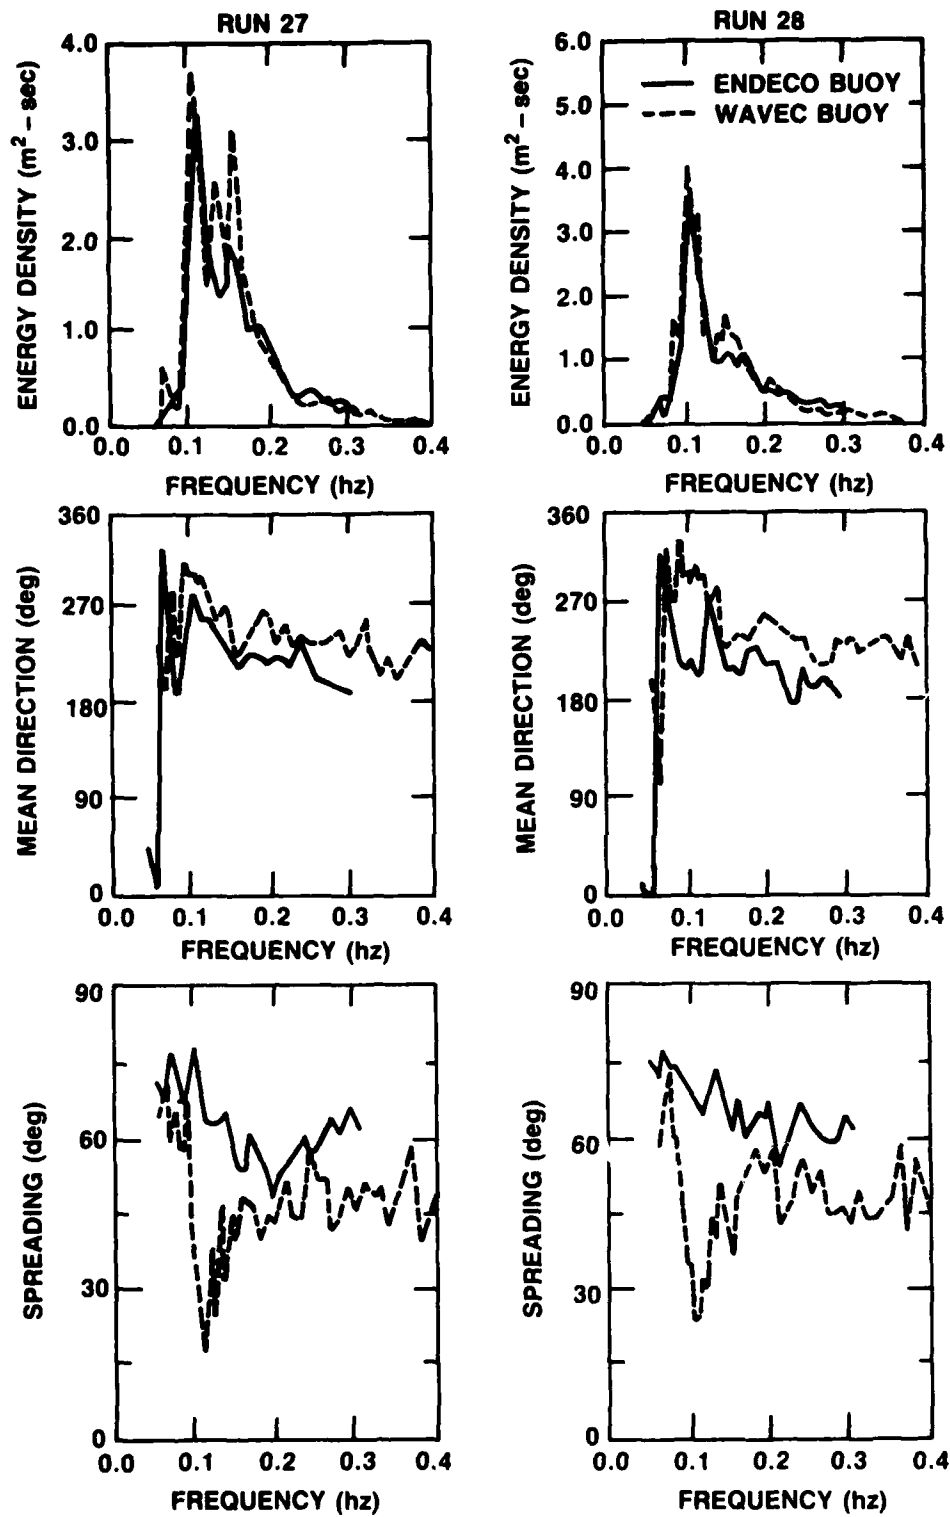 RUN 27
4.0
3.0
2.0
1.0
0.0
ENERGY DENSITY (m² – sec)
0.0 0.1 0.2 0.3 0.4
FREQUENCY (hz)
RUN 28
ENDECO BUOY
WAVEC BUOY
6.0
5.0
4.0
3.0
2.0
1.0
0.0
ENERGY DENSITY (m² – sec)
0.0 0.1 0.2 0.3 0.4
FREQUENCY (hz)
360
270
180
90
0
MEAN DIRECTION (deg)
0.0 0.1 0.2 0.3 0.4
FREQUENCY (hz)
360
270
180
90
0
MEAN DIRECTION (deg)
0.0 0.1 0.2 0.3 0.4
FREQUENCY (hz)
90
60
30
0
SPREADING (deg)
0.0 0.1 0.2 0.3 0.4
FREQUENCY (hz)
90
60
30
0
SPREADING (deg)
0.0 0.1 0.2 0.3 0.4
FREQUENCY (hz)